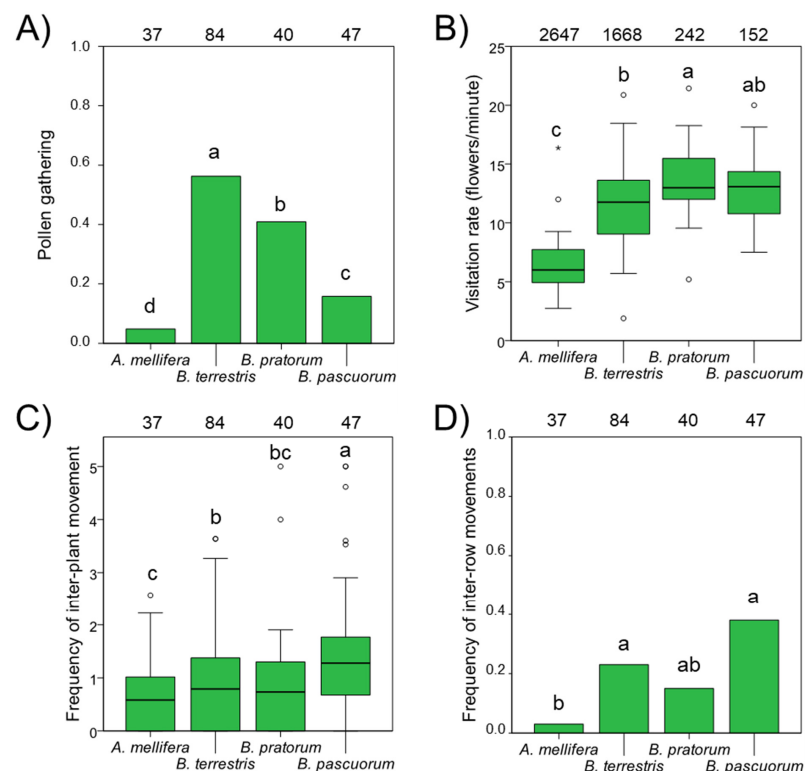 A)
37 84 40 47
Pollen gathering
1.0
0.8
0.6
0.4
0.2
0.0
a
b
c
d
A. mellifera B. pratorum
B. terrestris B. pascuorum
B)
2647 1668 242 152
Visitation rate (flowers/minute)
25
20
15
10
5
0
b a ab
c
*
A. mellifera B. pratorum
B. terrestris B. pascuorum
C)
37 84 40 47
Frequency of inter-plant movement
5
4
3
2
1
0
bc a
b
c
A. mellifera B. pratorum
B. terrestris B. pascuorum
D)
37 84 40 47
Frequency of inter-row movements
1.0
0.8
0.6
0.4
0.2
0.0
a
a
ab
b
A. mellifera B. pratorum
B. terrestris B. pascuorum